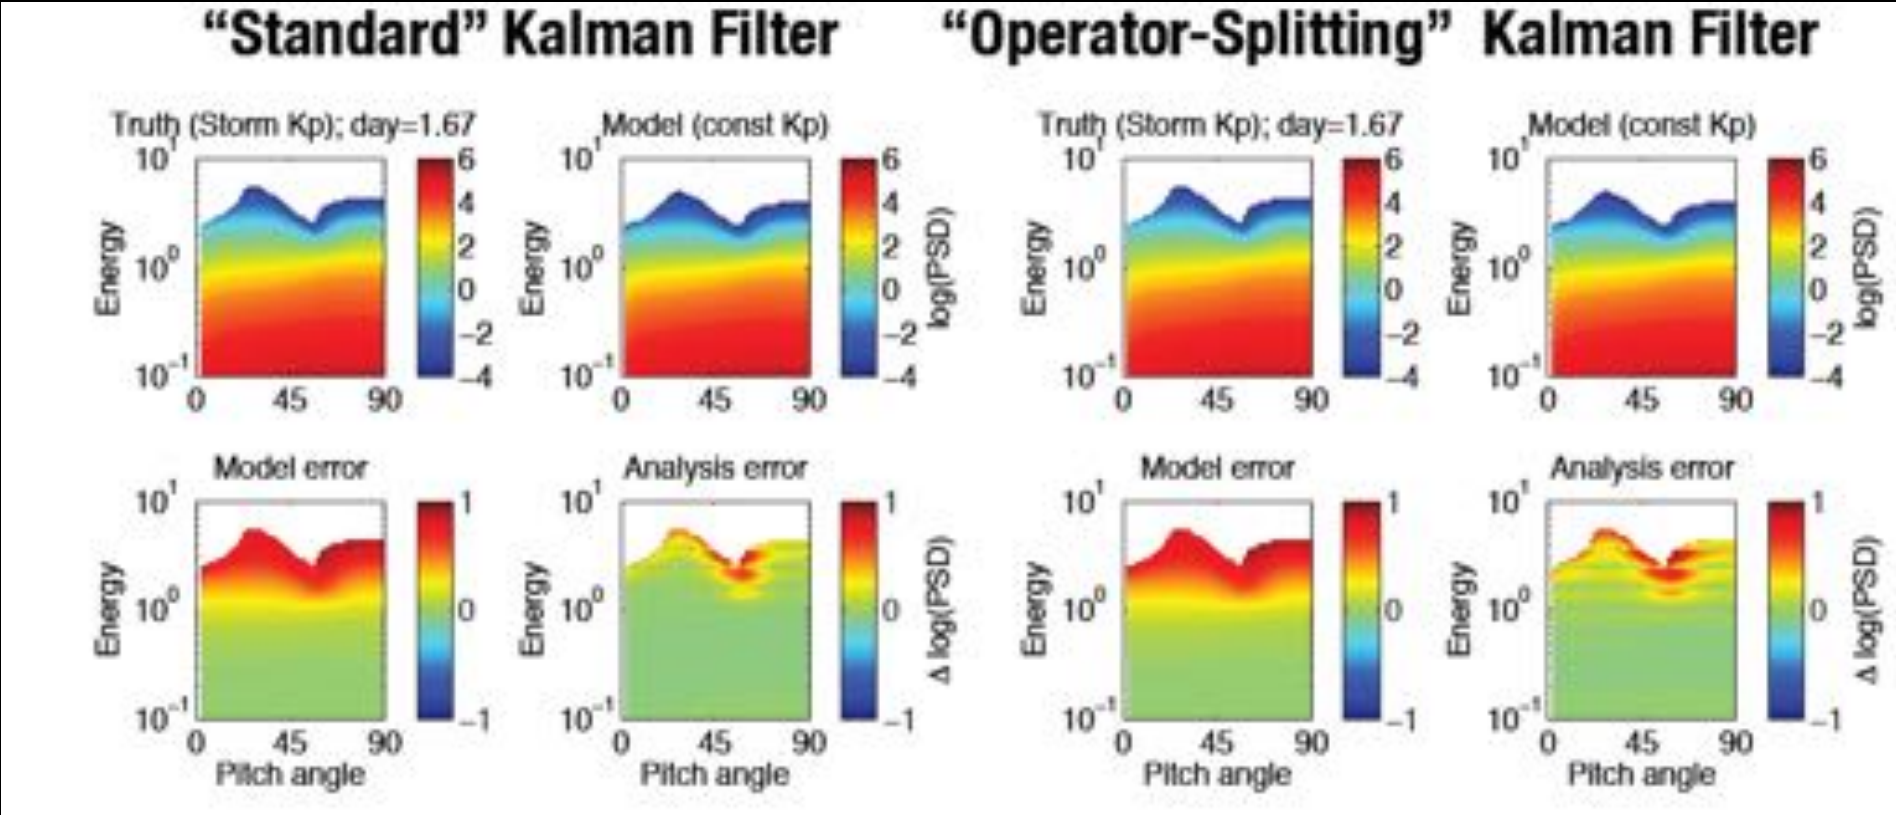 “Standard” Kalman Filter
“Operator-Splitting” Kalman Filter
Truth (Storm Kp); day=1.67
Model (const Kp)
Truth (Storm Kp); day=1.67
Model (const Kp)
10¹
10⁰
10⁻¹
Energy
0 45 90
6
4
2
0
−2
−4
10¹
10⁰
10⁻¹
Energy
0 45 90
6
4
2
0
−2
−4
log(PSD)
10¹
10⁰
10⁻¹
Energy
0 45 90
6
4
2
0
−2
−4
10¹
10⁰
10⁻¹
Energy
0 45 90
6
4
2
0
−2
−4
log(PSD)
Model error
Analysis error
Model error
Analysis error
10¹
10⁰
10⁻¹
Energy
0 45 90
Pitch angle
1
0
−1
10¹
10⁰
10⁻¹
Energy
0 45 90
Pitch angle
1
0
−1
Δ log(PSD)
10¹
10⁰
10⁻¹
Energy
0 45 90
Pitch angle
1
0
−1
10¹
10⁰
10⁻¹
Energy
0 45 90
Pitch angle
1
0
−1
Δ log(PSD)